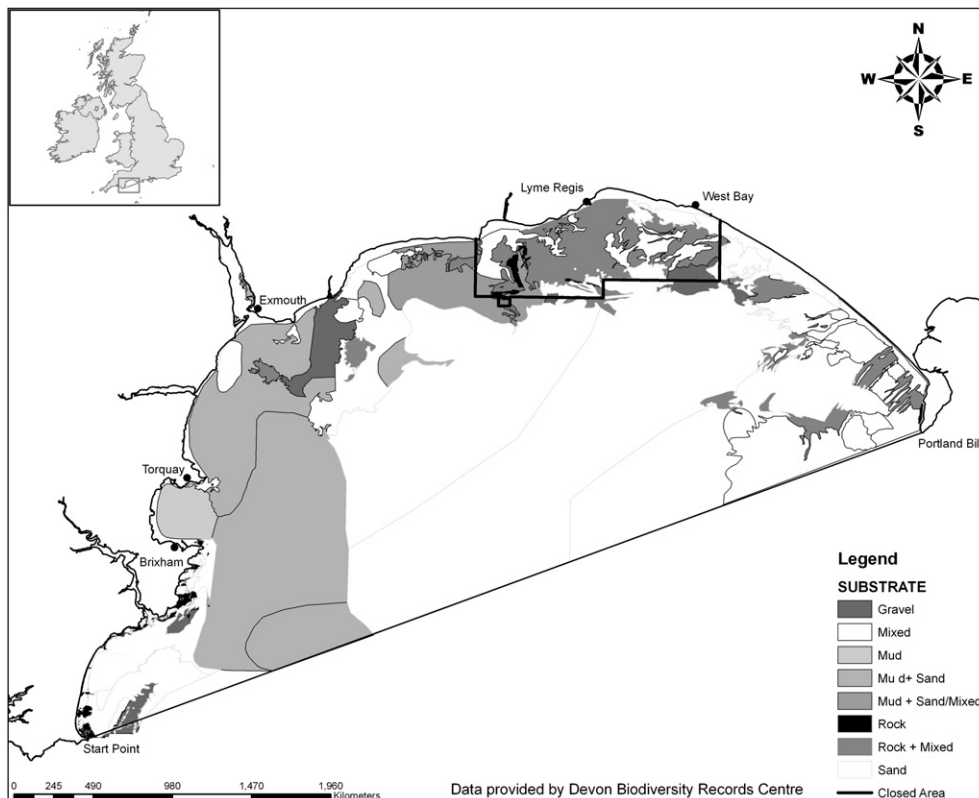 N
W E
S
Lyme Regis
West Bay
Exmouth
Torquay
Portland Bil
Brixham
Start Point
Legend
SUBSTRATE
Gravel
Mixed
Mud
Mu d+ Sand
Mud + Sand/Mixed
Rock
Rock + Mixed
Sand
Closed Area
0 245 490 980 1,470 1,960
Kilometers
Data provided by Devon Biodiversity Records Centre